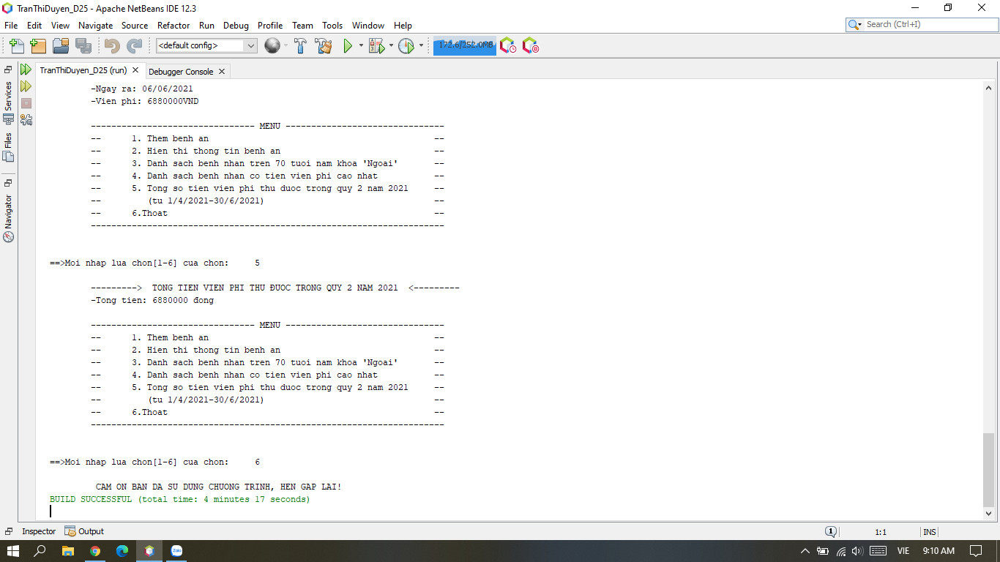 TranThiDuyen_D25 - Apache NetBeans IDE 12.3
File Edit View Navigate Source Refactor Run Debug Profile Team Tools Window Help
Search (Ctrl+I)
<default config>
172.6/252.0MB
TranThiDuyen_D25 (run)
Debugger Console
Services
Files
Navigator
-Ngay ra: 06/06/2021
-Vien phi: 6880000VND
-------------------------------- MENU -------------------------------
-- 1. Them benh an --
-- 2. Hien thi thong tin benh an --
-- 3. Danh sach benh nhan tren 70 tuoi nam khoa 'Ngoai' --
-- 4. Danh sach benh nhan co tien vien phi cao nhat --
-- 5. Tong so tien vien phi thu duoc trong quy 2 nam 2021 --
-- (tu 1/4/2021-30/6/2021) --
-- 6.Thoat --
---------------------------------------------------------------------
==>Moi nhap lua chon[1-6] cua chon: 5
---------> TONG TIEN VIEN PHI THU ĐUOC TRONG QUY 2 NAM 2021 <---------
-Tong tien: 6880000 đong
-------------------------------- MENU -------------------------------
-- 1. Them benh an --
-- 2. Hien thi thong tin benh an --
-- 3. Danh sach benh nhan tren 70 tuoi nam khoa 'Ngoai' --
-- 4. Danh sach benh nhan co tien vien phi cao nhat --
-- 5. Tong so tien vien phi thu duoc trong quy 2 nam 2021 --
-- (tu 1/4/2021-30/6/2021) --
-- 6.Thoat --
---------------------------------------------------------------------
==>Moi nhap lua chon[1-6] cua chon: 6
CAM ON BAN DA SU DUNG CHUONG TRINH, HEN GAP LAI!
BUILD SUCCESSFUL (total time: 4 minutes 17 seconds)
Inspector
Output
1
1:1
INS
Zalo
VIE
9:10 AM